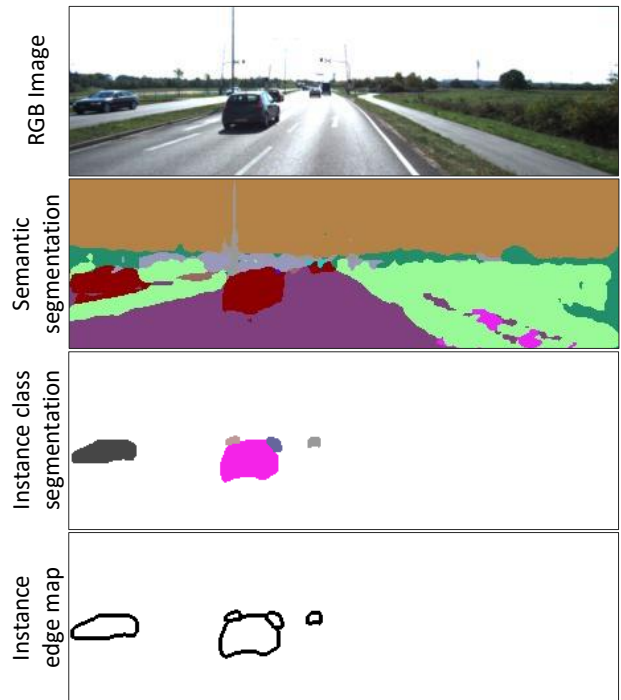 RGB Image
Semantic
segmentation
Instance class
segmentation
Instance
edge map